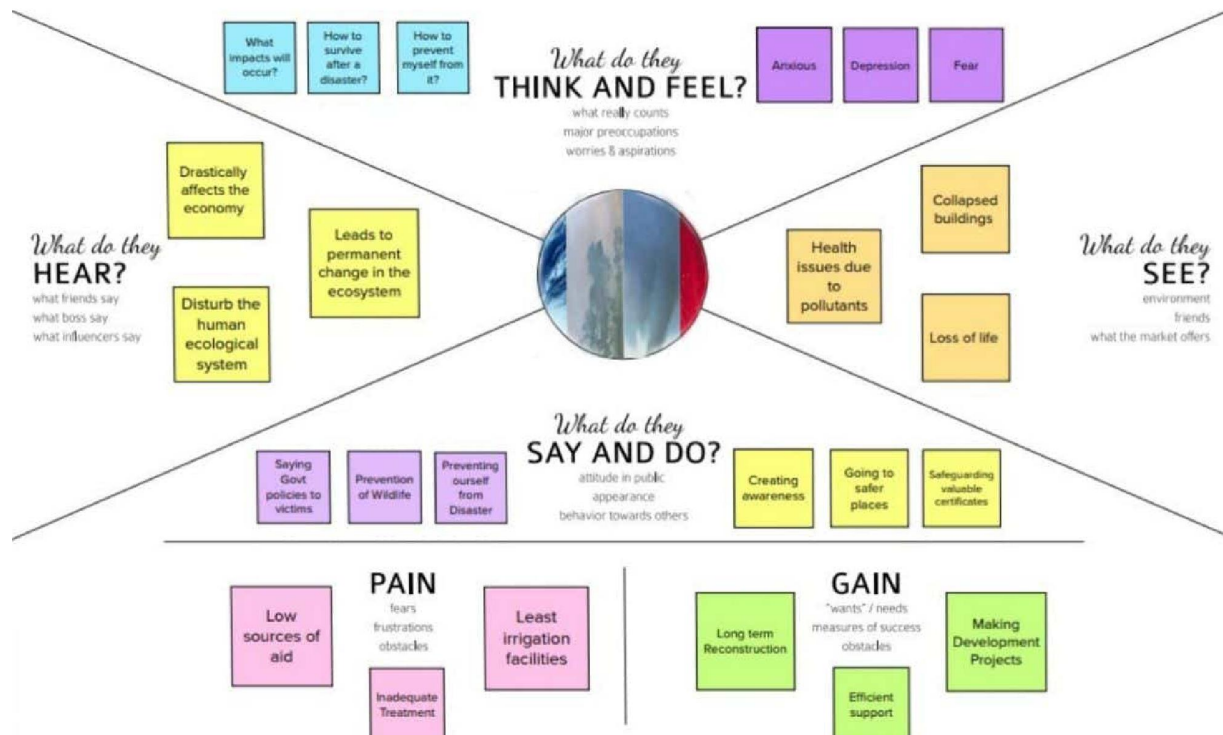 What
impacts will
occur?
How to
survive
after a
disaster?
How to
prevent
myself from
it?
What do they
THINK AND FEEL?
what really counts
major preoccupations
worries & aspirations
Anxious
Depression
Fear
What do they
HEAR?
what friends say
what boss say
what influencers say
Drastically
affects the
economy
Leads to
permanent
change in the
ecosystem
Disturb the
human
ecological
system
Collapsed
buildings
Health
issues due
to
pollutants
Loss of life
What do they
SEE?
environment
friends
what the market offers
What do they
SAY AND DO?
attitude in public
appearance
behavior towards others
Saying
Govt
policies to
victims
Prevention
of Wildlife
Preventing
ourself
from
Disaster
Creating
awareness
Going to
safer
places
Safeguarding
valuable
certificates
PAIN
fears
frustrations
obstacles
Low
sources of
aid
Inadequate
Treatment
Least
irrigation
facilities
GAIN
"wants" / needs
measures of success
obstacles
Long term
Reconstruction
Efficient
support
Making
Development
Projects